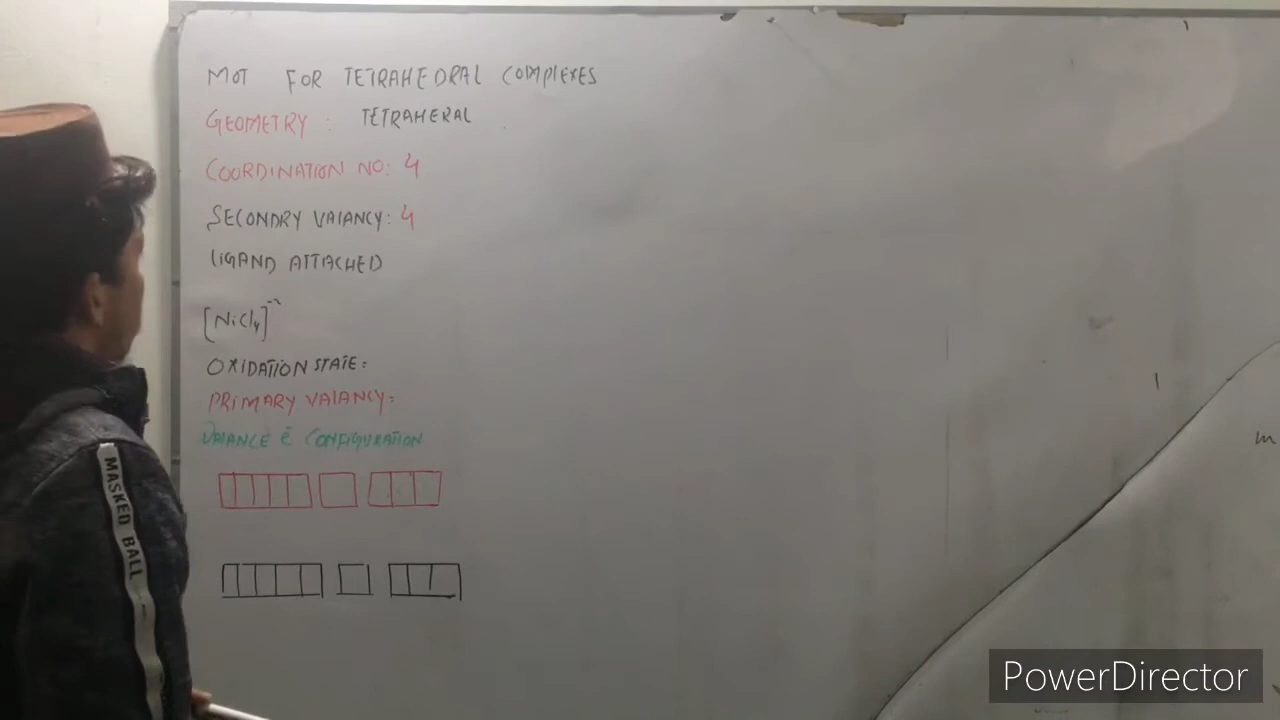 MOT FOR TETRAHEDRAL COMPLEXES
GEOMETRY : TETRAHERAL
COORDINATION NO: 4
SECONDRY VALANCY: 4
LIGAND ATTACHED
[NiCl4]-2
OXIDATION STATE:
PRIMARY VALANCY:
VALANCE ē CONFIGURATION
MASKED BALL
m
PowerDirector